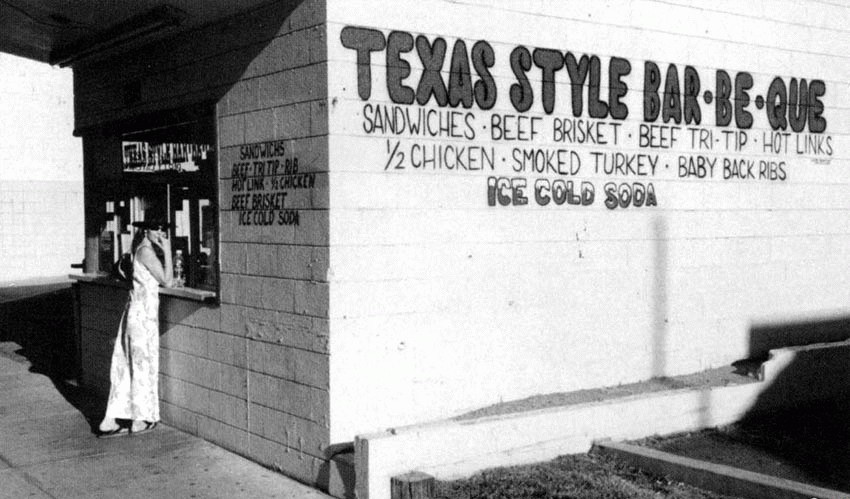 TEXAS STYLE BAR·BE·QUE
SANDWICHES · BEEF BRISKET · BEEF TRI-TIP · HOT LINKS
1/2 CHICKEN · SMOKED TURKEY · BABY BACK RIBS
ICE COLD SODA
SANDWICHS
BEEF·TRI TIP·RIB
HOT LINK · 1/2 CHICKEN
BEEF BRISKET
ICE COLD SODA
TEXAS STYLE